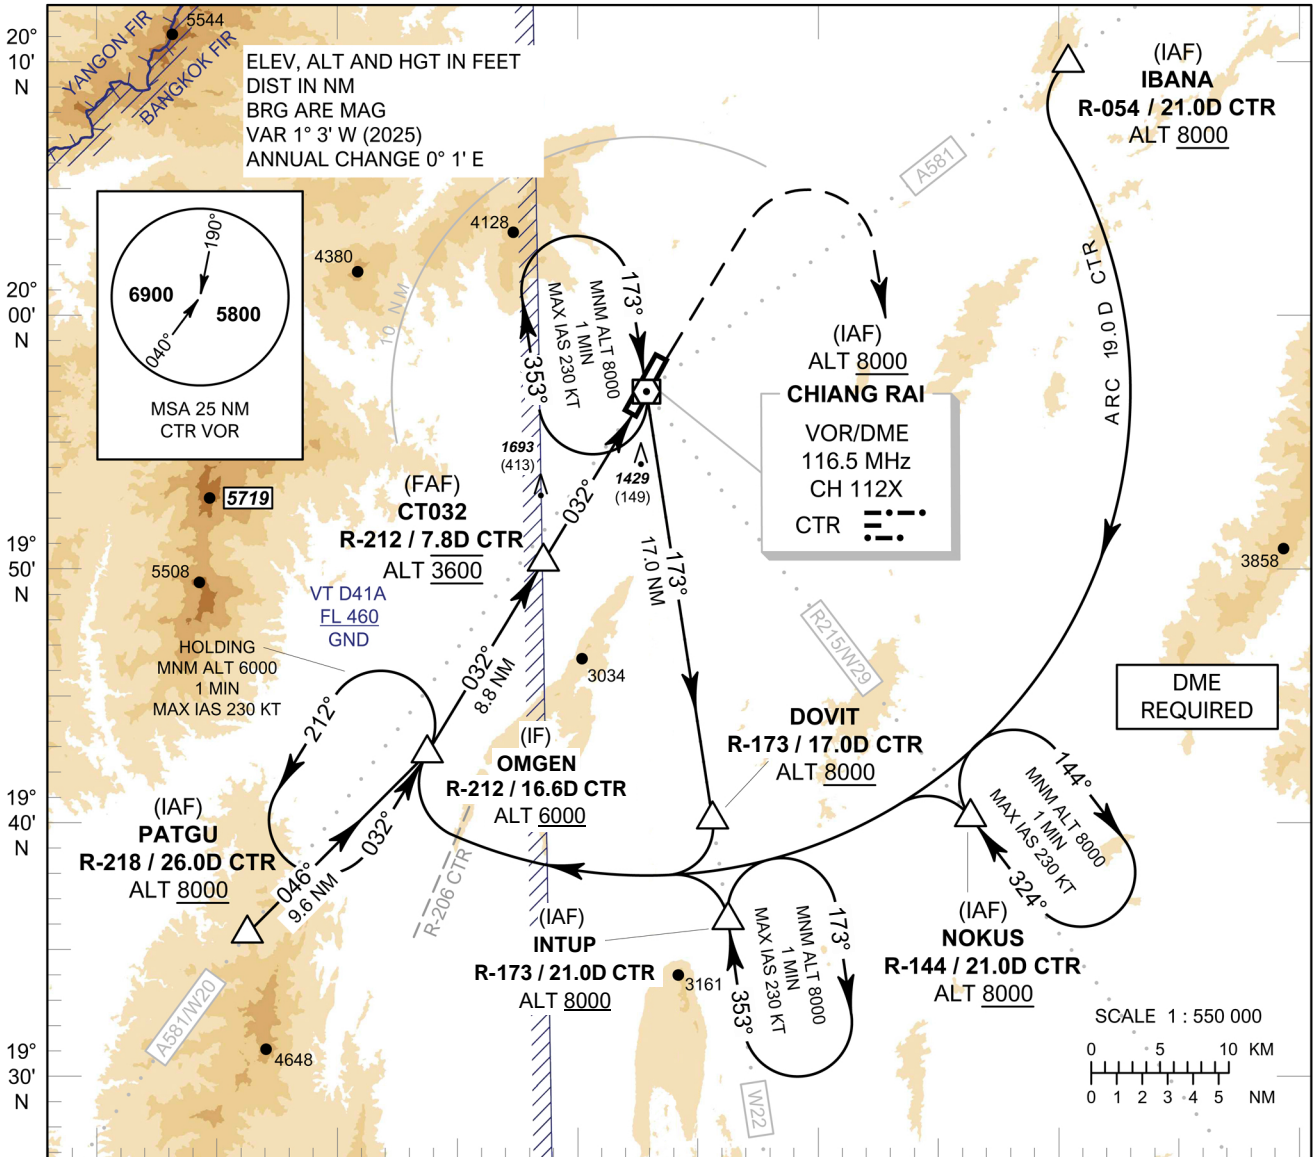 5544
YANGON FIR
BANGKOK FIR
20°
10'
N
ELEV, ALT AND HGT IN FEET
DIST IN NM
BRG ARE MAG
VAR 1° 3' W (2025)
ANNUAL CHANGE 0° 1' E
(IAF)
IBANA
R-054 / 21.0D CTR
ALT 8000
A581
190°
6900
5800
040°
MSA 25 NM
CTR VOR
4128
4380
10 NM
173°
MNM ALT 8000
1 MIN
MAX IAS 230 KT
353°
ARC 19.0 D CTR
20°
00'
N
(IAF)
ALT 8000
CHIANG RAI
VOR/DME
116.5 MHz
CH 112X
CTR
1693
(413)
1429
(149)
032°
(FAF)
CT032
R-212 / 7.8D CTR
ALT 3600
5719
19°
50'
N
5508
VT D41A
FL 460
GND
173°
17.0 NM
3858
R215/W29
HOLDING
MNM ALT 6000
1 MIN
MAX IAS 230 KT
212°
032°
8.8 NM
3034
DME
REQUIRED
DOVIT
R-173 / 17.0D CTR
ALT 8000
(IF)
OMGEN
R-212 / 16.6D CTR
ALT 6000
144°
MNM ALT 8000
1 MIN
MAX IAS 230 KT
324°
19°
40'
N
(IAF)
PATGU
R-218 / 26.0D CTR
ALT 8000
032°
046°
9.6 NM
R-206 CTR
(IAF)
INTUP
R-173 / 21.0D CTR
ALT 8000
173°
MNM ALT 8000
1 MIN
MAX IAS 230 KT
353°
(IAF)
NOKUS
R-144 / 21.0D CTR
ALT 8000
3161
A581/W20
4648
W22
19°
30'
N
SCALE 1 : 550 000
0 5 10 KM
0 1 2 3 4 5 NM